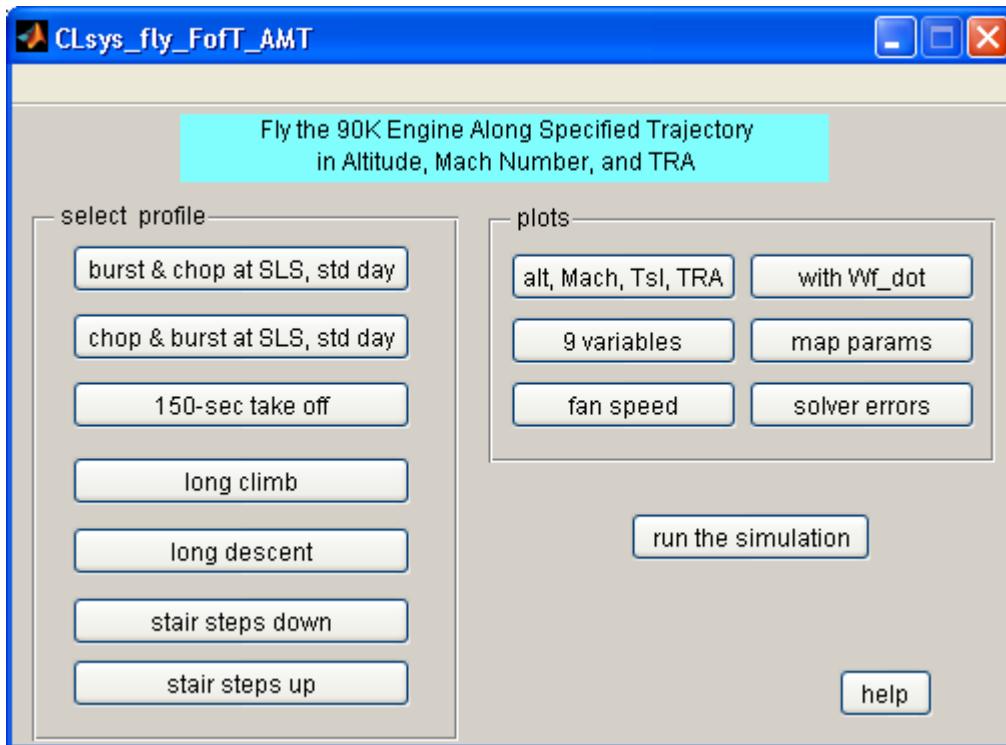 CLsys_fly_FofT_AMT
Fly the 90K Engine Along Specified Trajectory
in Altitude, Mach Number, and TRA
select profile
burst & chop at SLS, std day
chop & burst at SLS, std day
150-sec take off
long climb
long descent
stair steps down
stair steps up
plots
alt, Mach, Tsl, TRA
with Wf_dot
9 variables
map params
fan speed
solver errors
run the simulation
help